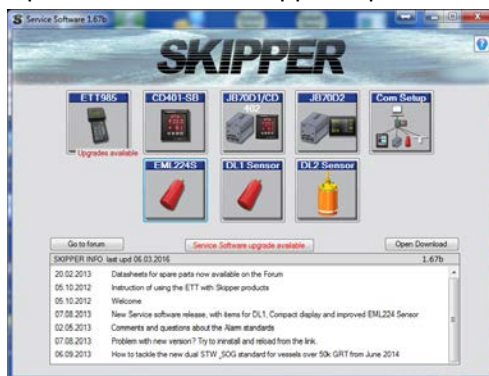 Service Software 1.67b
SKIPPER
ETT985
CD401-SB
JB70D1/CD
402
JB70D2
Com Setup
Upgrades available
EML224S
DL1 Sensor
DL2 Sensor
Go to forum
Service Software upgrade available
Open Download
SKIPPER INFO last upd 06.03.2016 1.67b
20.02.2013 Datasheets for spare parts now available on the Forum
05.10.2012 Instruction of using the ETT with Skipper products
05.10.2012 Welcome
07.08.2013 New Service software release, with items for DL1, Compact display and improved EML224 Sensor
02.05.2013 Comments and questions about the Alarm standards
07.08.2013 Problem with new version? Try to ininstall and reload from the link.
06.09.2013 How to tackle the new dual STW _SOG standard for vessels over 50k GRT from June 2014